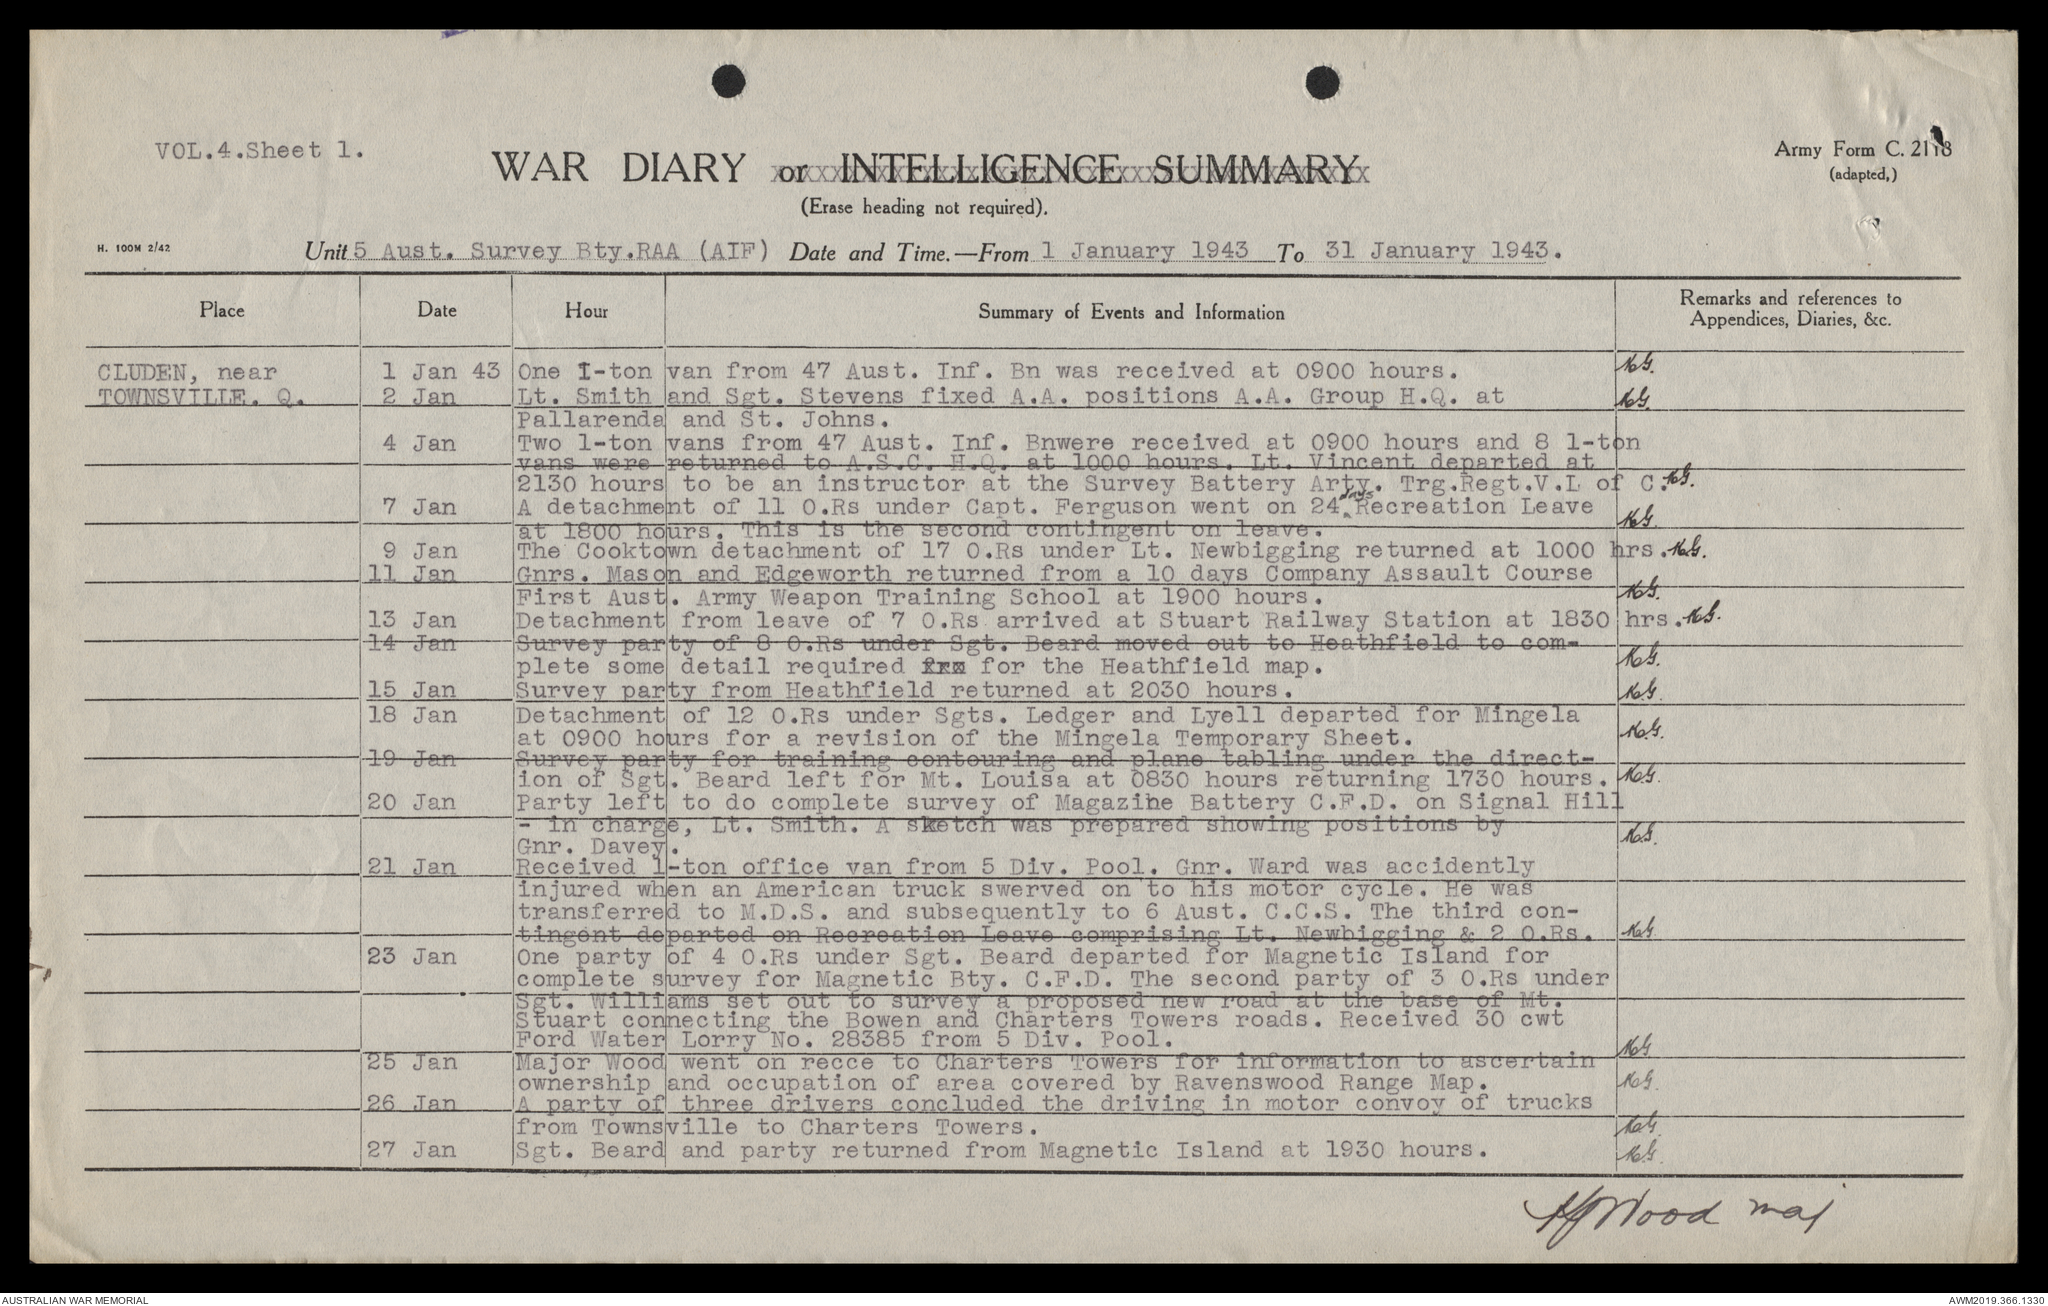 VOL.4.Sheet 1.
Army Form C. 2118
(adapted,)
WAR DIARY or INTELLIGENCE SUMMARY
(Erase heading not required).
H. 100M 2/42
Unit 5 Aust. Survey Bty.RAA (AIF) Date and Time.—From 1 January 1943 To 31 January 1943.
Place Date Hour Summary of Events and Information Remarks and references to
Appendices, Diaries, &c.
CLUDEN, near 1 Jan 43 One 1-ton van from 47 Aust. Inf. Bn was received at 0900 hours.
TOWNSVILLE. Q. 2 Jan Lt. Smith and Sgt. Stevens fixed A.A. positions A.A. Group H.Q. at
Pallarenda and St. Johns.
4 Jan Two 1-ton vans from 47 Aust. Inf. Bnwere received at 0900 hours and 8 1-ton
vans were returned to A.S.C. H.Q. at 1000 hours. Lt. Vincent departed at
2130 hours to be an instructor at the Survey Battery Arty. Trg.Regt.V.L of C.
7 Jan A detachment of 11 O.Rs under Capt. Ferguson went on 24 days Recreation Leave
at 1800 hours. This is the second contingent on leave.
9 Jan The Cooktown detachment of 17 O.Rs under Lt. Newbigging returned at 1000 hrs.
11 Jan Gnrs. Mason and Edgeworth returned from a 10 days Company Assault Course
First Aust. Army Weapon Training School at 1900 hours.
13 Jan Detachment from leave of 7 O.Rs arrived at Stuart Railway Station at 1830 hrs.
14 Jan Survey party of 8 O.Rs under Sgt. Beard moved out to Heathfield to com-
plete some detail required for the Heathfield map.
15 Jan Survey party from Heathfield returned at 2030 hours.
18 Jan Detachment of 12 O.Rs under Sgts. Ledger and Lyell departed for Mingela
at 0900 hours for a revision of the Mingela Temporary Sheet.
19 Jan Survey party for training contouring and plane tabling under the direct-
ion of Sgt. Beard left for Mt. Louisa at 0830 hours returning 1730 hours.
20 Jan Party left to do complete survey of Magazine Battery C.F.D. on Signal Hill
- in charge, Lt. Smith. A sketch was prepared showing positions by
Gnr. Davey.
21 Jan Received 1-ton office van from 5 Div. Pool. Gnr. Ward was accidently
injured when an American truck swerved on to his motor cycle. He was
transferred to M.D.S. and subsequently to 6 Aust. C.C.S. The third con-
tingent departed on Recreation Leave comprising Lt. Newbigging & 2 O.Rs.
23 Jan One party of 4 O.Rs under Sgt. Beard departed for Magnetic Island for
complete survey for Magnetic Bty. C.F.D. The second party of 3 O.Rs under
Sgt. Williams set out to survey a proposed new road at the base of Mt.
Stuart connecting the Bowen and Charters Towers roads. Received 30 cwt
Ford Water Lorry No. 28385 from 5 Div. Pool.
25 Jan Major Wood went on recce to Charters Towers for information to ascertain
ownership and occupation of area covered by Ravenswood Range Map.
26 Jan A party of three drivers concluded the driving in motor convoy of trucks
from Townsville to Charters Towers.
27 Jan Sgt. Beard and party returned from Magnetic Island at 1930 hours.
Wood maj
AUSTRALIAN WAR MEMORIAL
AWM2019.366.1330